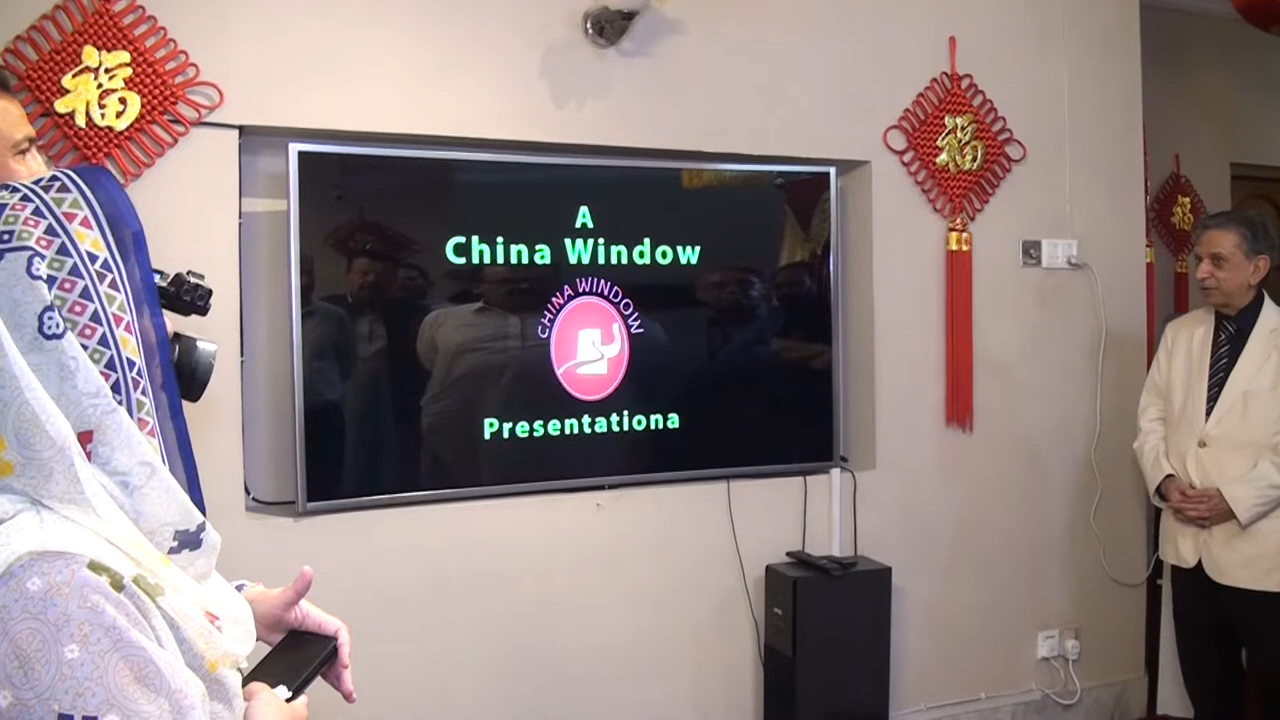 福
A
China Window
CHINA WINDOW
Presentationa
福
福